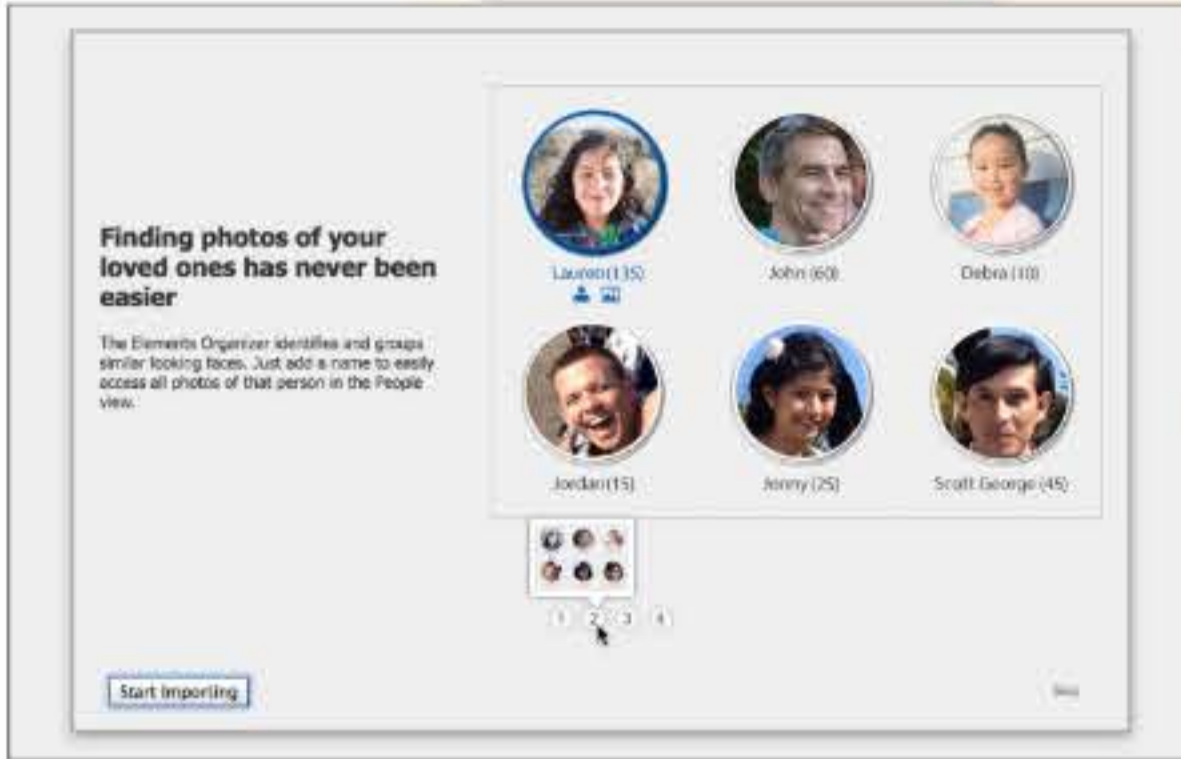 Finding photos of your
loved ones has never been
easier
The Elements Organizer identifies and groups
similar looking faces. Just add a name to easily
access all photos of that person in the People
view.
Lauren (135)
John (60)
Debra (10)
Jordan (15)
Jenny (25)
Scott George (45)
1 2 3 4
Start Importing